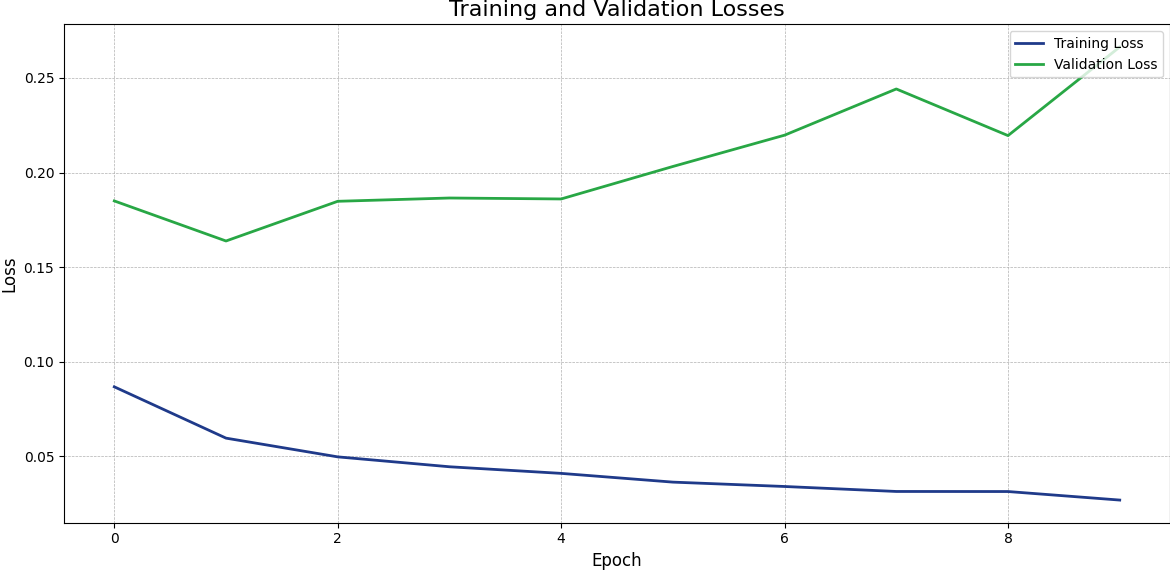 Training and Validation Losses
Training Loss
Validation Loss
0.25
0.20
0.15
0.10
0.05
Loss
0
2
4
6
8
Epoch